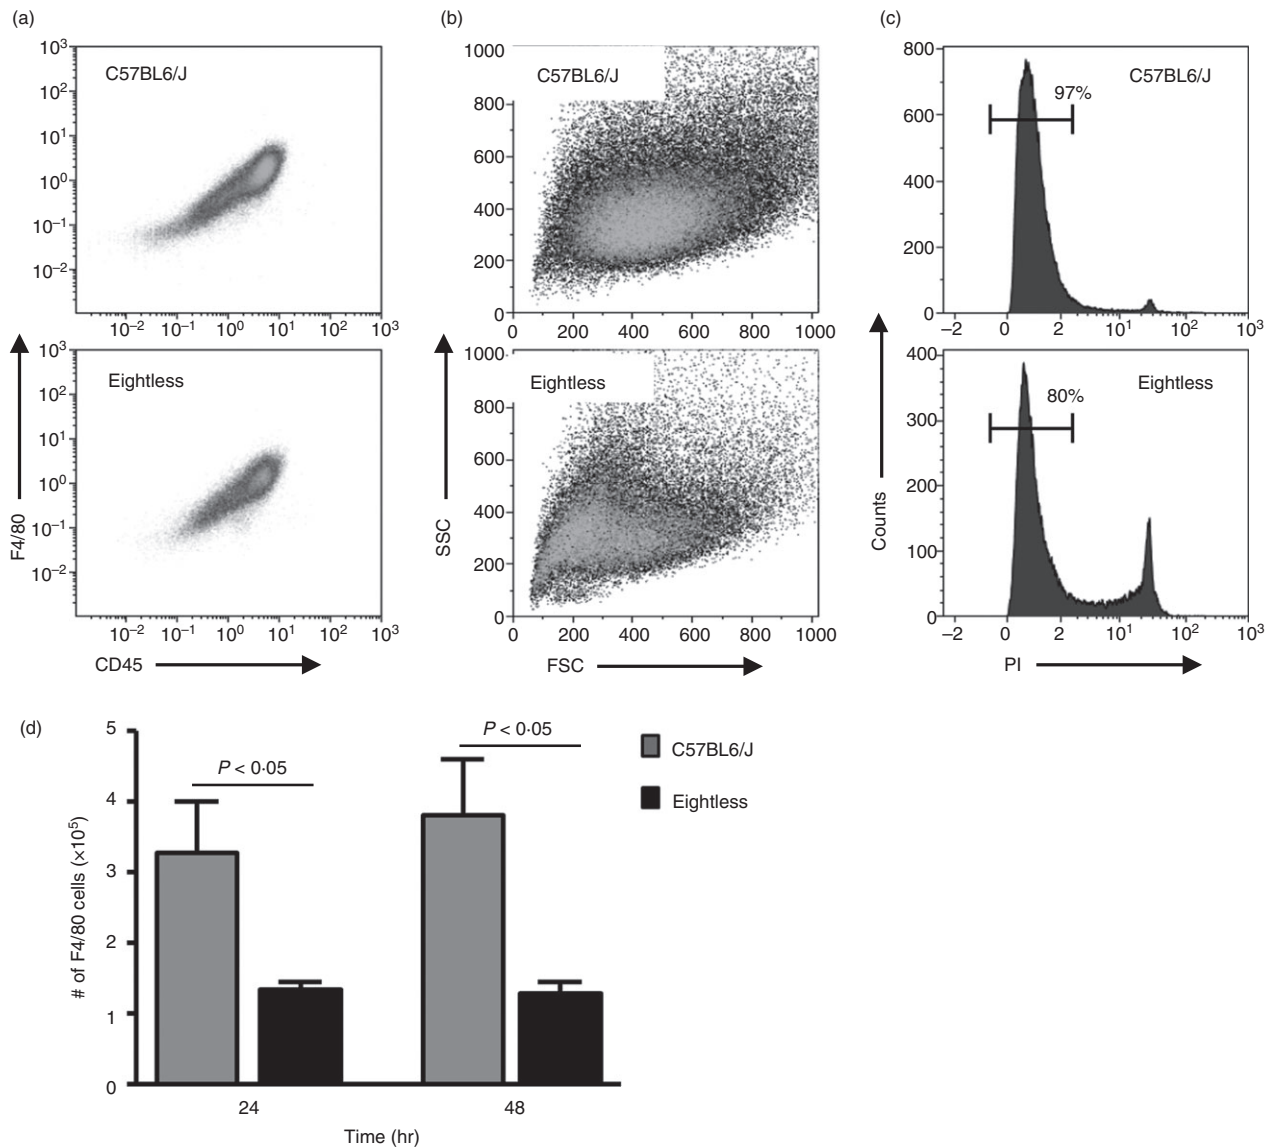 (a)
10³
C57BL6/J
10²
10¹
10⁰
10⁻¹
10⁻²
10⁻² 10⁻¹ 10⁰ 10¹ 10² 10³
10³
Eightless
10²
10¹
10⁰
10⁻¹
10⁻²
10⁻² 10⁻¹ 10⁰ 10¹ 10² 10³
F4/80
CD45
(b)
1000
C57BL6/J
800
600
400
200
0
0 200 400 600 800 1000
1000
Eightless
800
600
400
200
0
0 200 400 600 800 1000
SSC
FSC
(c)
800
C57BL6/J
97%
600
400
200
0
–2 0 2 10¹ 10² 10³
400
Eightless
80%
300
200
100
0
–2 0 2 10¹ 10² 10³
Counts
PI
(d)
5
4
3
2
1
0
# of F4/80 cells (×10⁵)
P < 0·05
P < 0·05
C57BL6/J
Eightless
24 48
Time (hr)